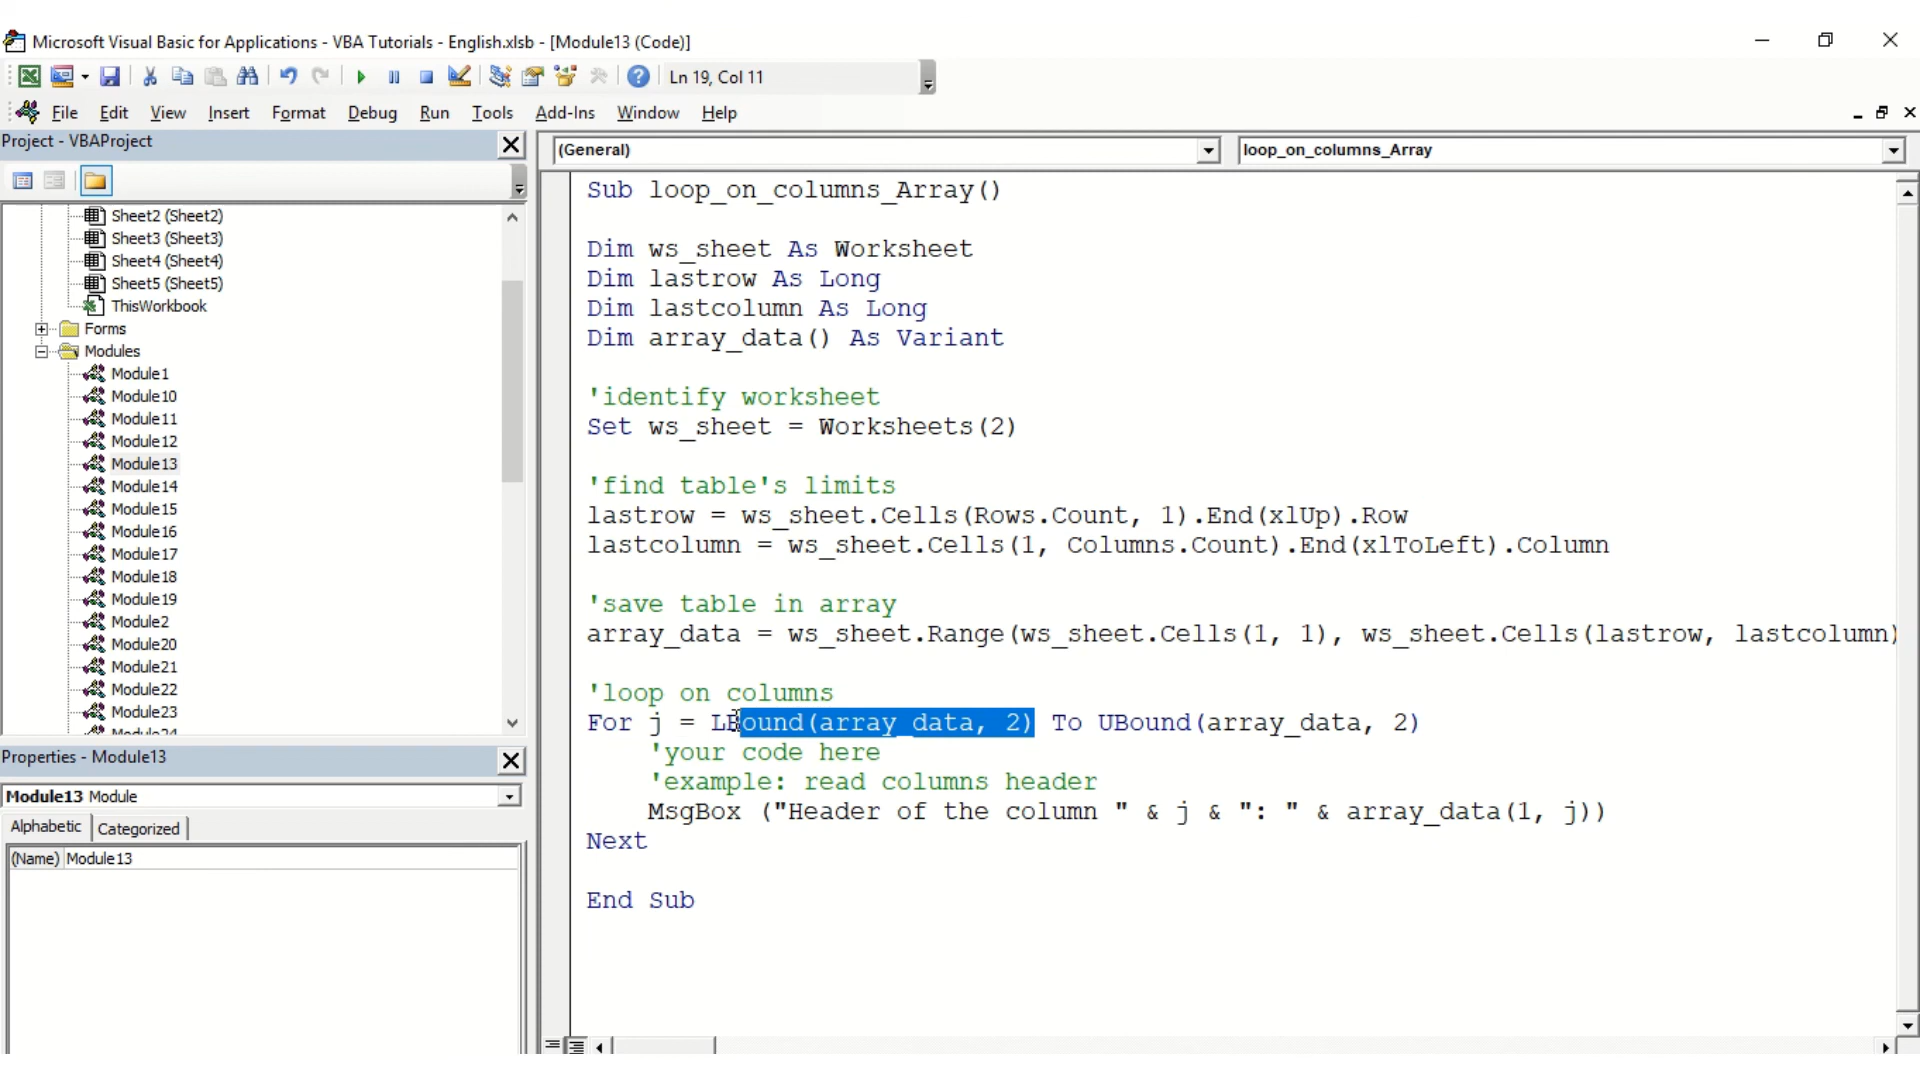 Microsoft Visual Basic for Applications - VBA Tutorials - English.xlsb - [Module13 (Code)]
Ln 19, Col 11
File Edit View Insert Format Debug Run Tools Add-Ins Window Help
Project - VBAProject
Sheet2 (Sheet2)
Sheet3 (Sheet3)
Sheet4 (Sheet4)
Sheet5 (Sheet5)
ThisWorkbook
Forms
Modules
Module1
Module10
Module11
Module12
Module13
Module14
Module15
Module16
Module17
Module18
Module19
Module2
Module20
Module21
Module22
Module23
Module24
Properties - Module13
Module13 Module
Alphabetic Categorized
(Name) Module13
(General)
loop_on_columns_Array
Sub loop_on_columns_Array()
Dim ws_sheet As Worksheet
Dim lastrow As Long
Dim lastcolumn As Long
Dim array_data() As Variant
'identify worksheet
Set ws_sheet = Worksheets(2)
'find table's limits
lastrow = ws_sheet.Cells(Rows.Count, 1).End(xlUp).Row
lastcolumn = ws_sheet.Cells(1, Columns.Count).End(xlToLeft).Column
'save table in array
array_data = ws_sheet.Range(ws_sheet.Cells(1, 1), ws_sheet.Cells(lastrow, lastcolumn)
'loop on columns
For j = LBound(array_data, 2) To UBound(array_data, 2)
'your code here
'example: read columns header
MsgBox ("Header of the column " & j & ": " & array_data(1, j))
Next
End Sub